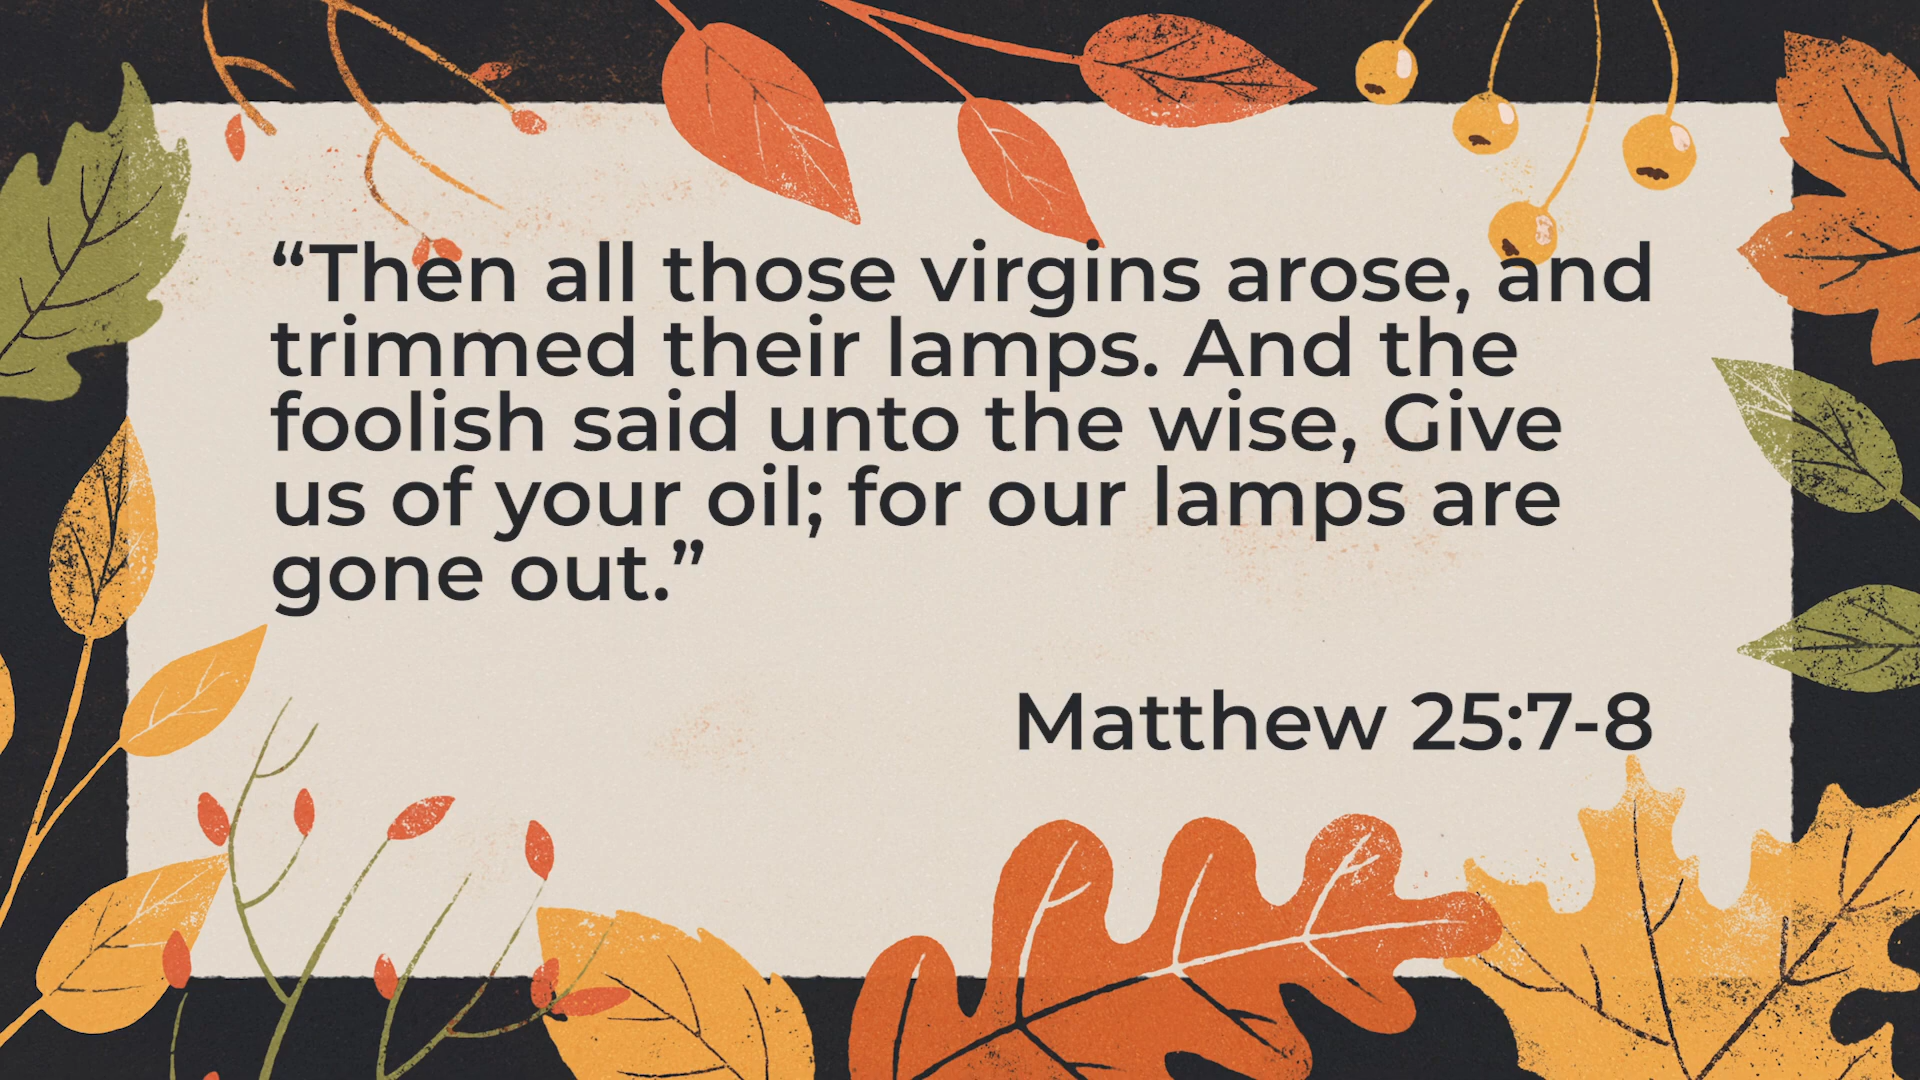 “Then all those virgins arose, and
trimmed their lamps. And the
foolish said unto the wise, Give
us of your oil; for our lamps are
gone out.”
Matthew 25:7-8